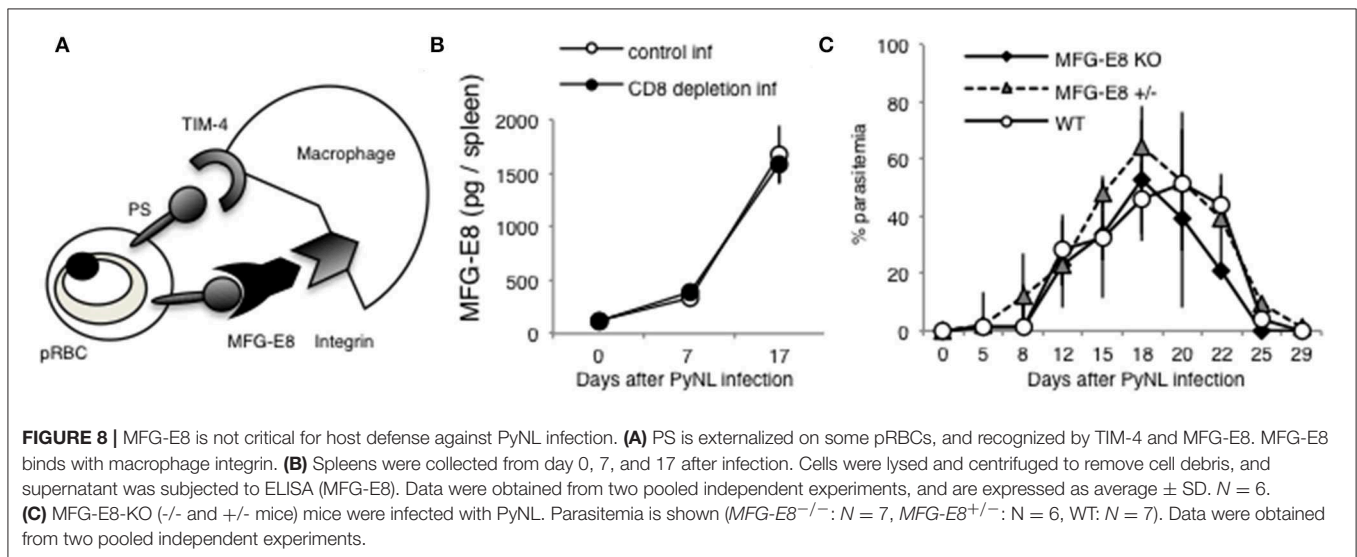 A
TIM-4
Macrophage
PS
pRBC
MFG-E8
Integrin
B
control inf
CD8 depletion inf
MFG-E8 (pg / spleen)
2000
1500
1000
500
0
0 7 17
Days after PyNL infection
C
MFG-E8 KO
MFG-E8 +/-
WT
% parasitemia
100
80
60
40
20
0
0 5 8 12 15 18 20 22 25 29
Days after PyNL infection
FIGURE 8 | MFG-E8 is not critical for host defense against PyNL infection. (A) PS is externalized on some pRBCs, and recognized by TIM-4 and MFG-E8. MFG-E8
binds with macrophage integrin. (B) Spleens were collected from day 0, 7, and 17 after infection. Cells were lysed and centrifuged to remove cell debris, and
supernatant was subjected to ELISA (MFG-E8). Data were obtained from two pooled independent experiments, and are expressed as average ± SD. N = 6.
(C) MFG-E8-KO (-/- and +/- mice) mice were infected with PyNL. Parasitemia is shown (MFG-E8−/−: N = 7, MFG-E8+/−: N = 6, WT: N = 7). Data were obtained
from two pooled independent experiments.